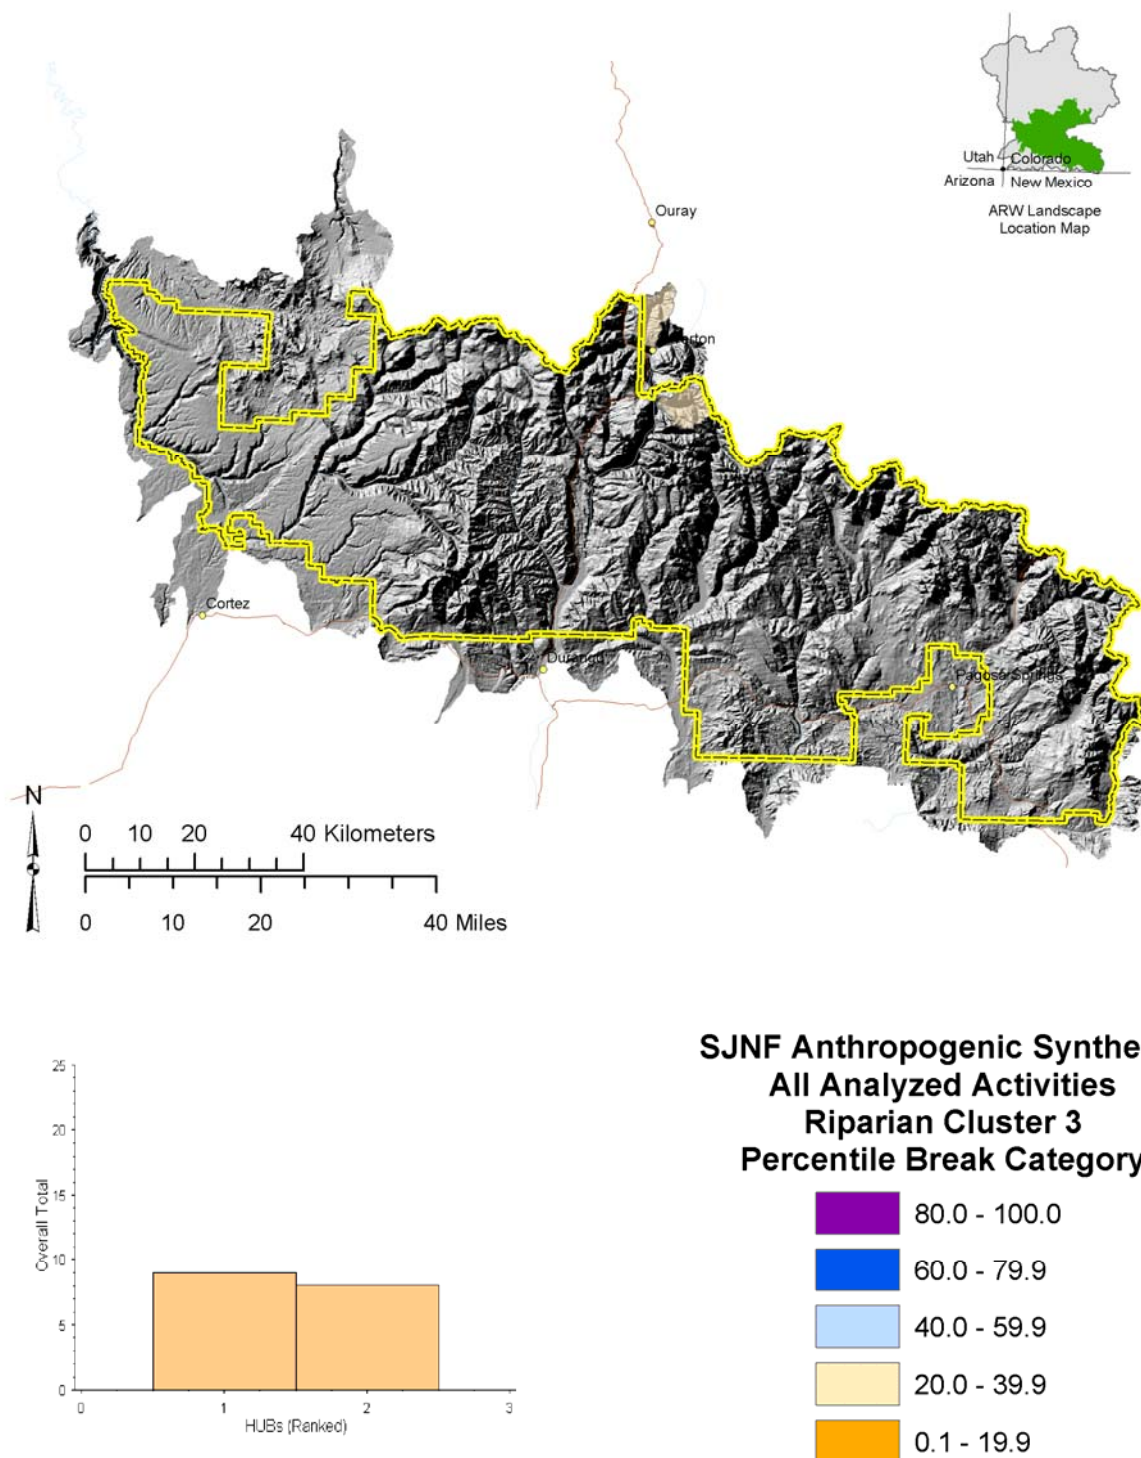 Utah
Colorado
Arizona
New Mexico
ARW Landscape
Location Map
Ouray
erton
Cortez
Durango
Pagosa Springs
N
0 10 20 40 Kilometers
0 10 20 40 Miles
SJNF Anthropogenic Synthe
All Analyzed Activities
Riparian Cluster 3
Percentile Break Category
80.0 - 100.0
60.0 - 79.9
40.0 - 59.9
20.0 - 39.9
0.1 - 19.9
25
20
15
10
5
0
Overall Total
0 1 2 3
HUBs (Ranked)